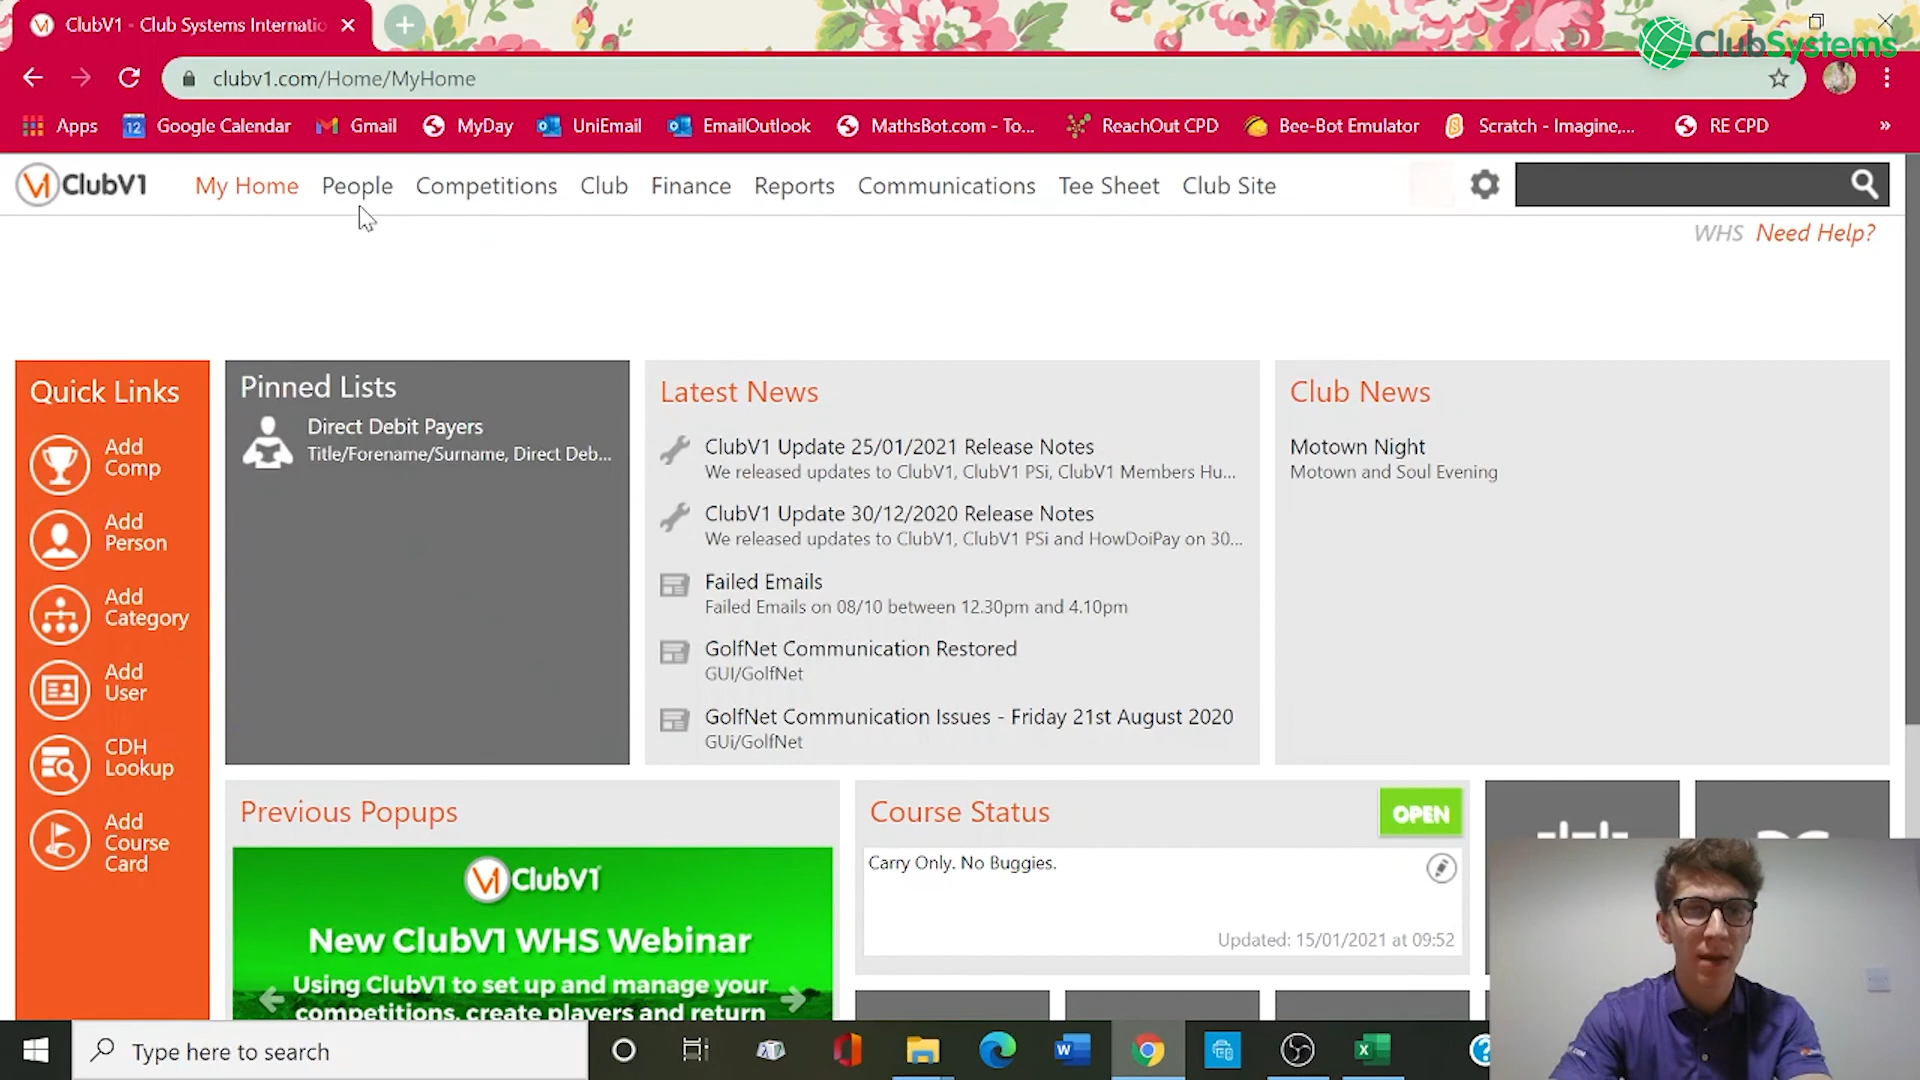 ClubV1 - Club Systems Internatio
ClubSystems
clubv1.com/Home/MyHome
Apps
12
Google Calendar
Gmail
MyDay
UniEmail
EmailOutlook
MathsBot.com - To...
ReachOut CPD
Bee-Bot Emulator
Scratch - Imagine,...
RE CPD
»
V1 ClubV1
My Home
People
Competitions
Club
Finance
Reports
Communications
Tee Sheet
Club Site
WHS Need Help?
Quick Links
Add
Comp
Add
Person
Add
Category
Add
User
CDH
Lookup
Add
Course
Card
Pinned Lists
Direct Debit Payers
Title/Forename/Surname, Direct Deb...
Latest News
ClubV1 Update 25/01/2021 Release Notes
We released updates to ClubV1, ClubV1 PSi, ClubV1 Members Hu...
ClubV1 Update 30/12/2020 Release Notes
We released updates to ClubV1, ClubV1 PSi and HowDoiPay on 30...
Failed Emails
Failed Emails on 08/10 between 12.30pm and 4.10pm
GolfNet Communication Restored
GUI/GolfNet
GolfNet Communication Issues - Friday 21st August 2020
GUi/GolfNet
Club News
Motown Night
Motown and Soul Evening
Previous Popups
V1 ClubV1
New ClubV1 WHS Webinar
Using ClubV1 to set up and manage your
competitions, create players and return
Course Status
OPEN
Carry Only. No Buggies.
Updated: 15/01/2021 at 09:52
Type here to search